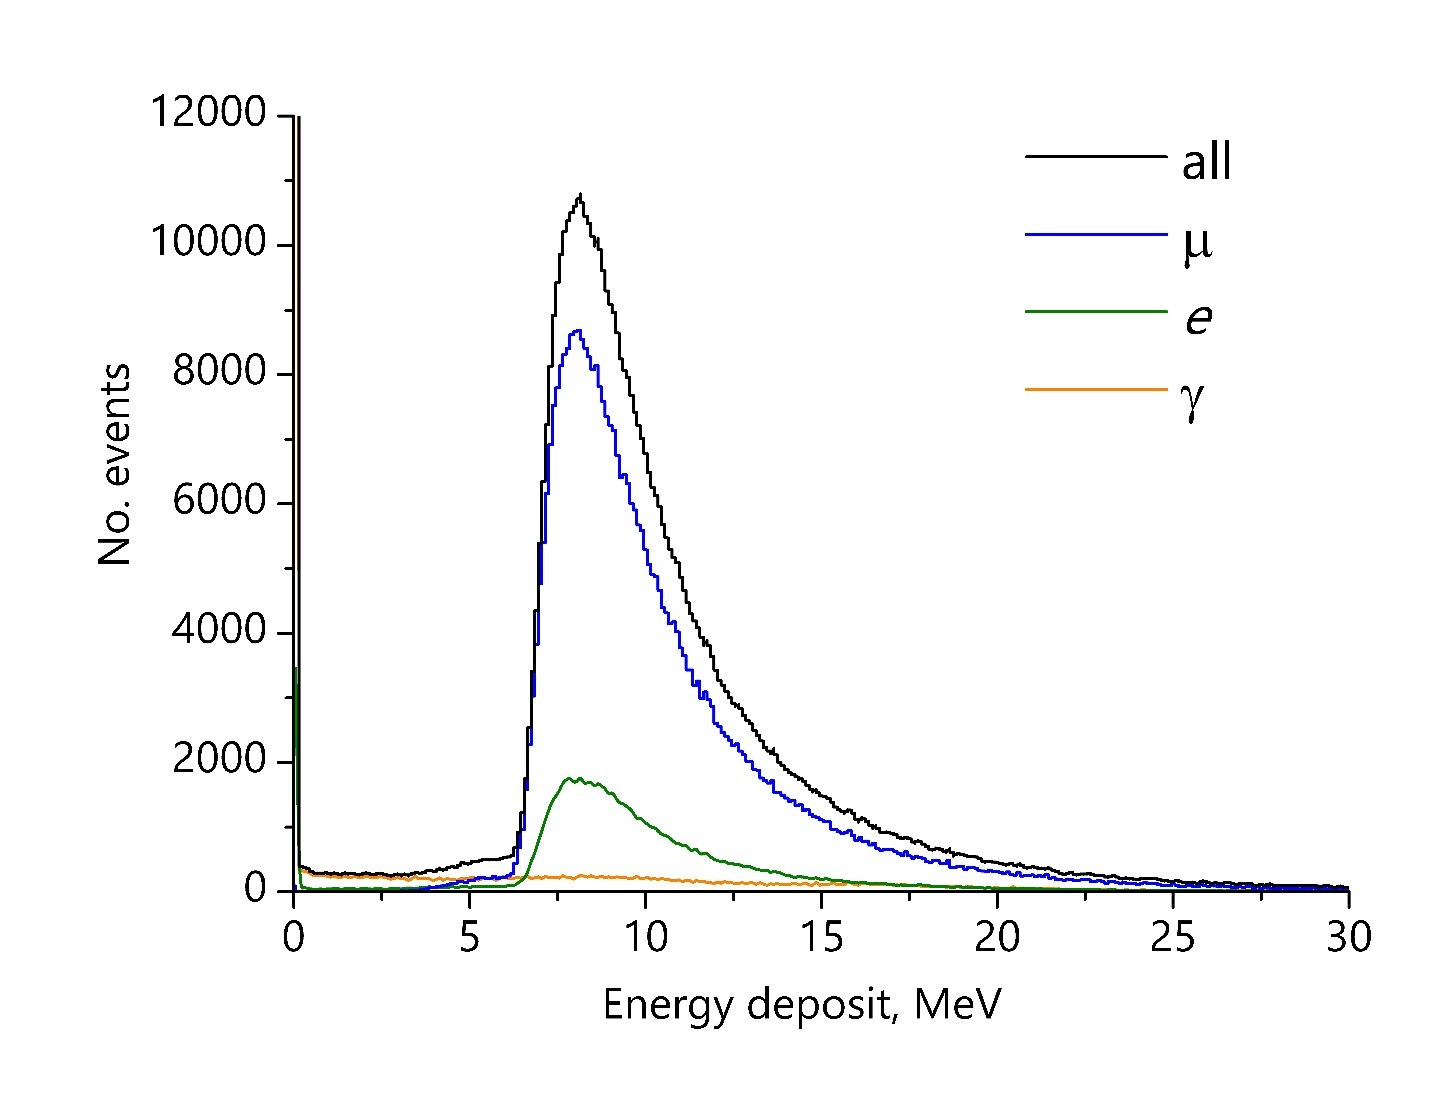 12000
10000
8000
6000
4000
2000
0
No. events
0 5 10 15 20 25 30
Energy deposit, MeV
all
μ
e
γ